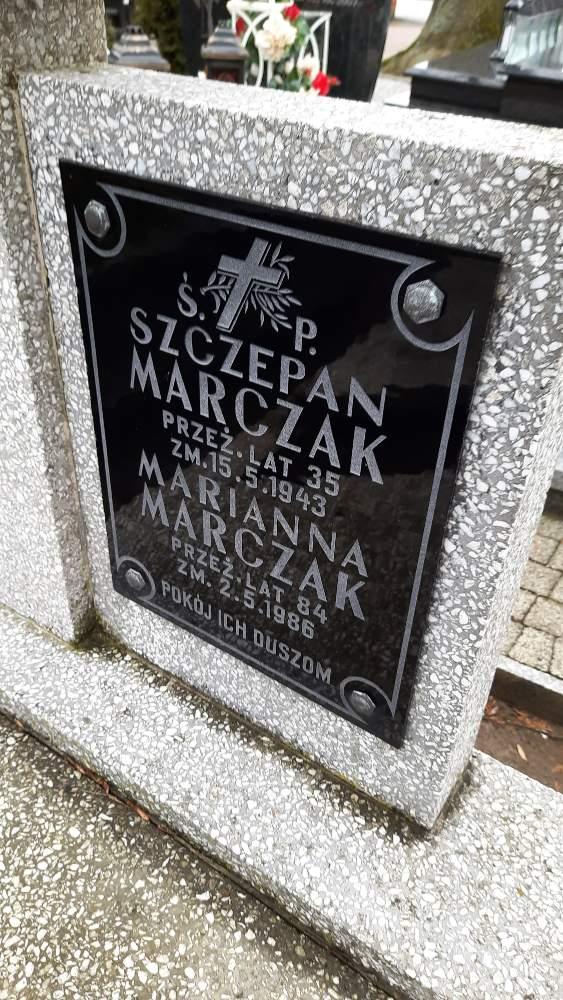 Ś. P.
SZCZEPAN
MARCZAK
PRZEŻ. LAT 35
ZM. 15.5.1943
MARIANNA
MARCZAK
PRZEŻ. LAT 84
ZM. 2.5.1986
POKÓJ ICH DUSZOM